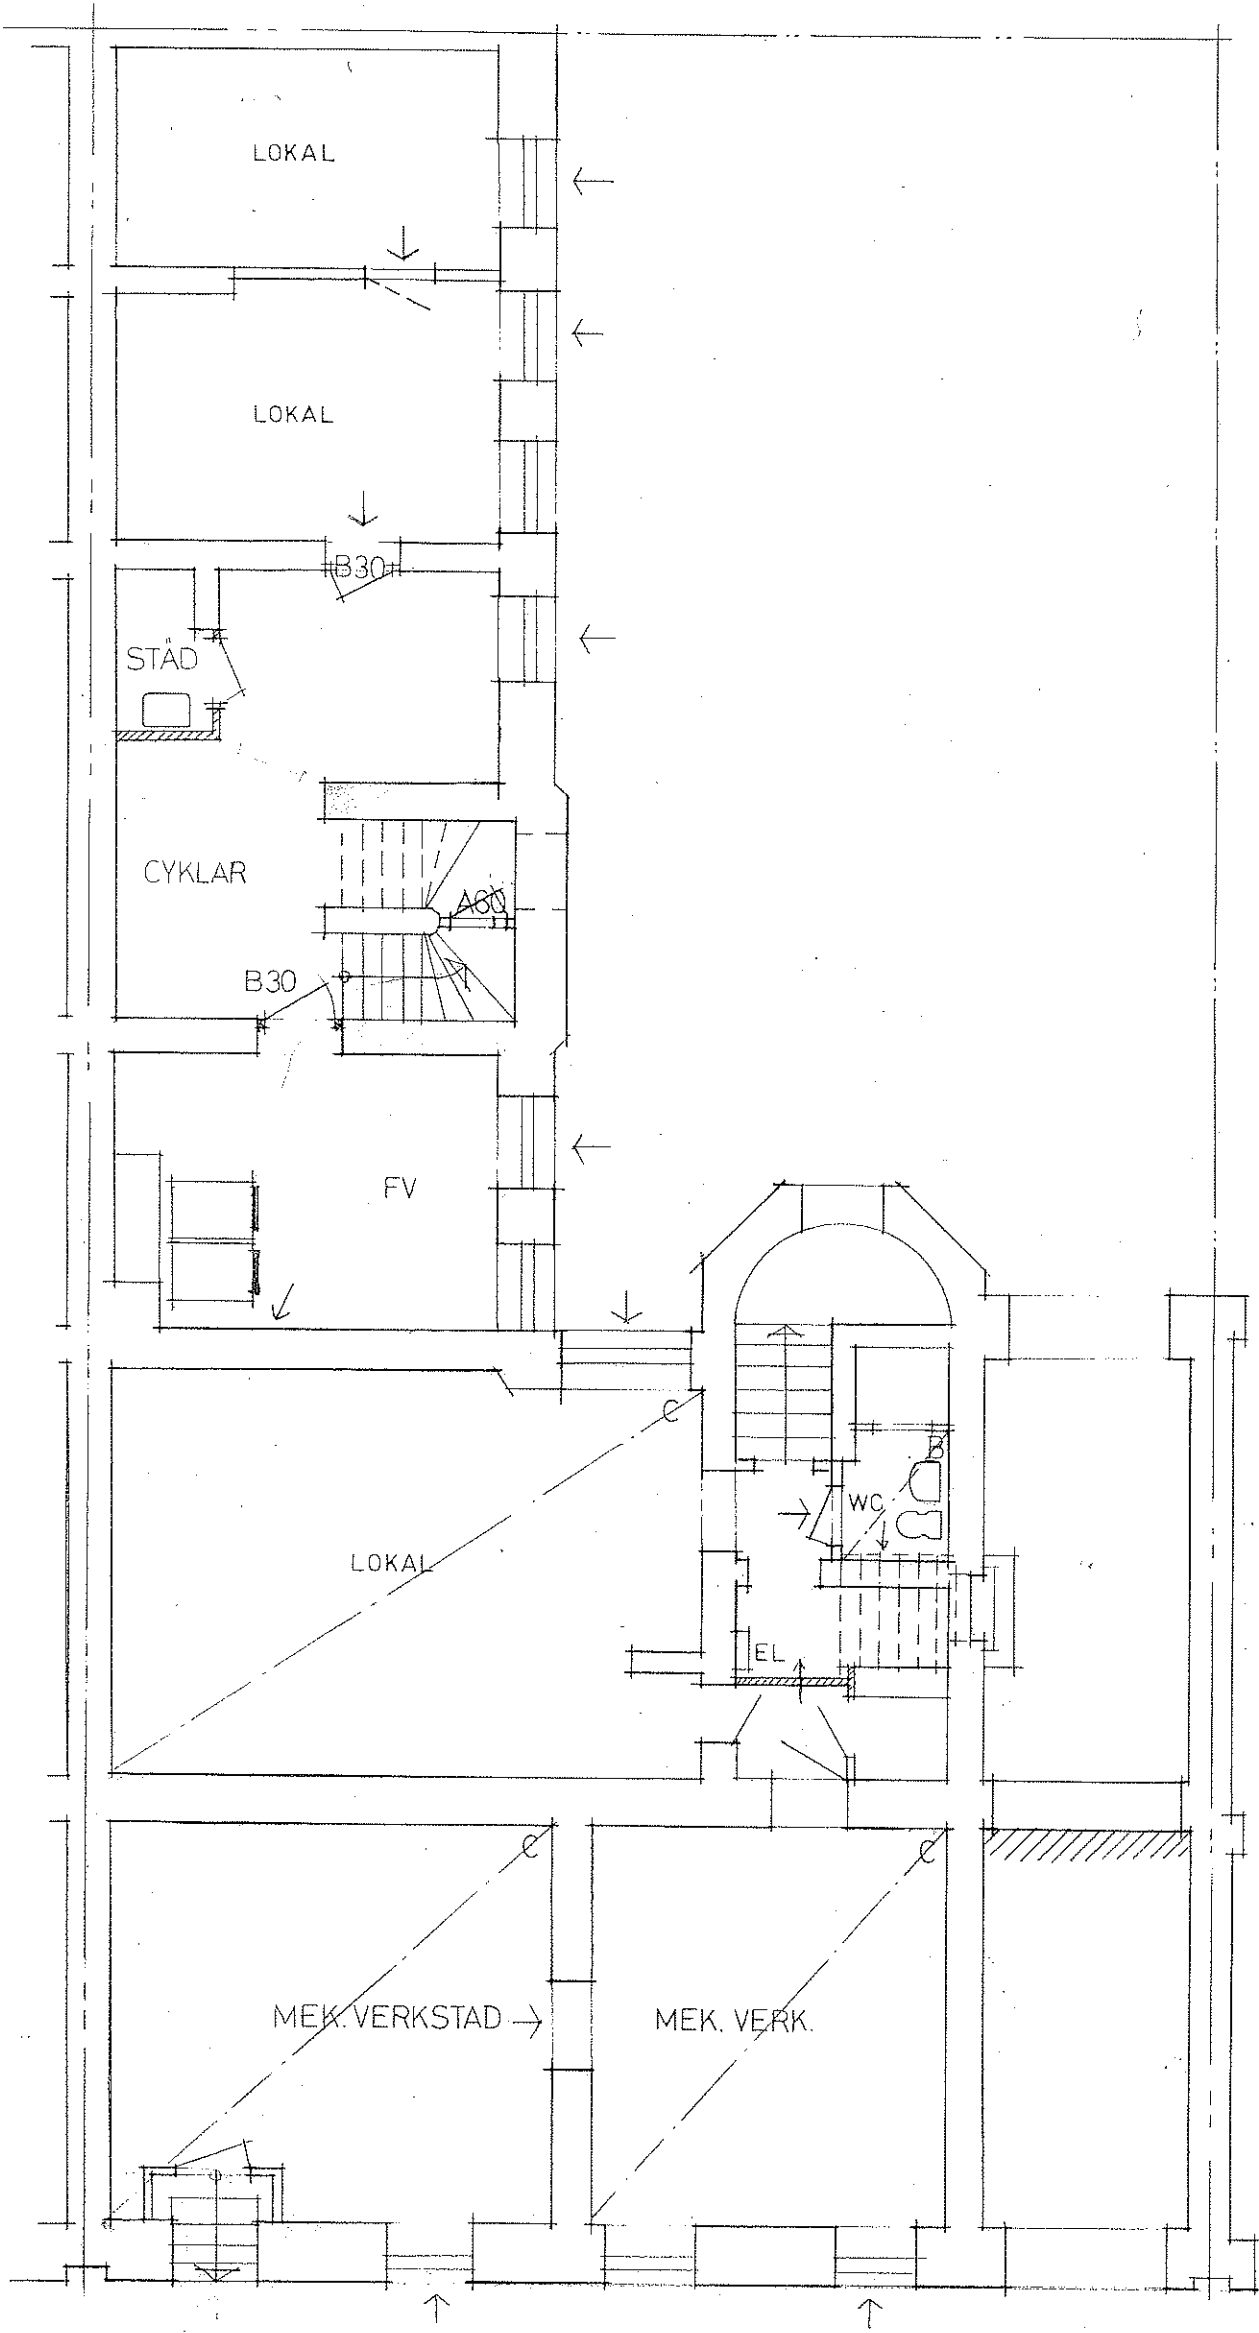 LOKAL
LOKAL
B30
STÄD
CYKLAR
A60
B30
FV
C
B
WC
LOKAL
EL
C
C
MEK. VERKSTAD
MEK. VERK.